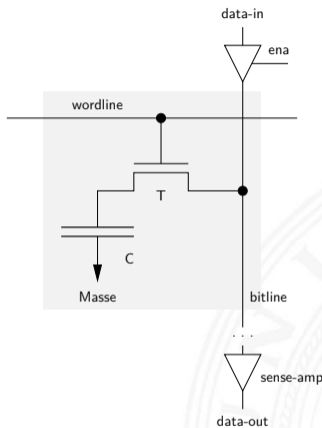 data-in
ena
wordline
T
C
Masse
bitline
. . .
sense-amp
data-out